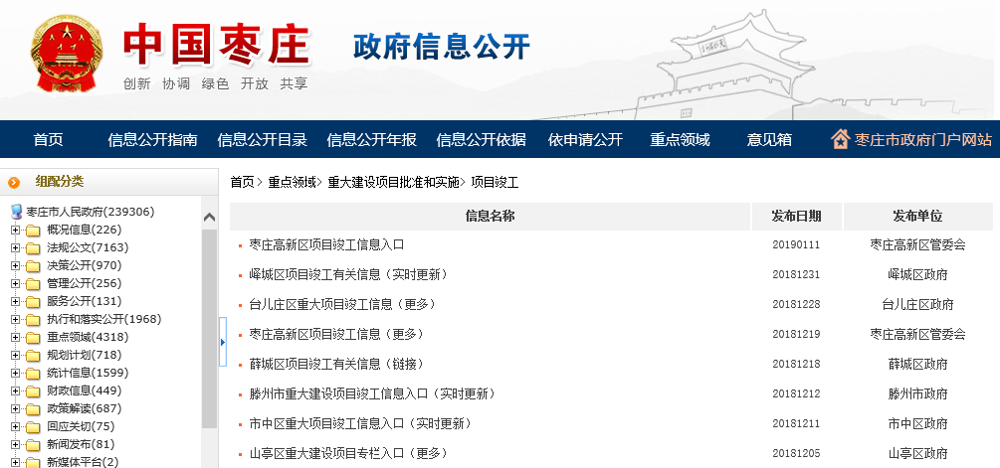 中国枣庄
政府信息公开
创新 协调 绿色 开放 共享
首页 信息公开指南 信息公开目录 信息公开年报 信息公开依据 依申请公开 重点领域 意见箱 枣庄市政府门户网站
组配分类
枣庄市人民政府(239306)
概况信息(226)
法规公文(7163)
决策公开(970)
管理公开(256)
服务公开(131)
执行和落实公开(1968)
重点领域(4318)
规划计划(718)
统计信息(1599)
财政信息(449)
政策解读(687)
回应关切(75)
新闻发布(81)
新媒体平台(2)
首页> 重点领域> 重大建设项目批准和实施> 项目竣工
信息名称 发布日期 发布单位
枣庄高新区项目竣工信息入口 20190111 枣庄高新区管委会
峄城区项目竣工有关信息（实时更新） 20181231 峄城区政府
台儿庄区重大项目竣工信息（更多） 20181228 台儿庄区政府
枣庄高新区项目竣工信息（更多） 20181219 枣庄高新区管委会
薛城区项目竣工有关信息（链接） 20181218 薛城区政府
滕州市重大建设项目竣工信息入口（实时更新） 20181212 滕州市政府
市中区重大项目竣工信息入口（实时更新） 20181211 市中区政府
山亭区重大建设项目专栏入口（更多） 20181205 山亭区政府